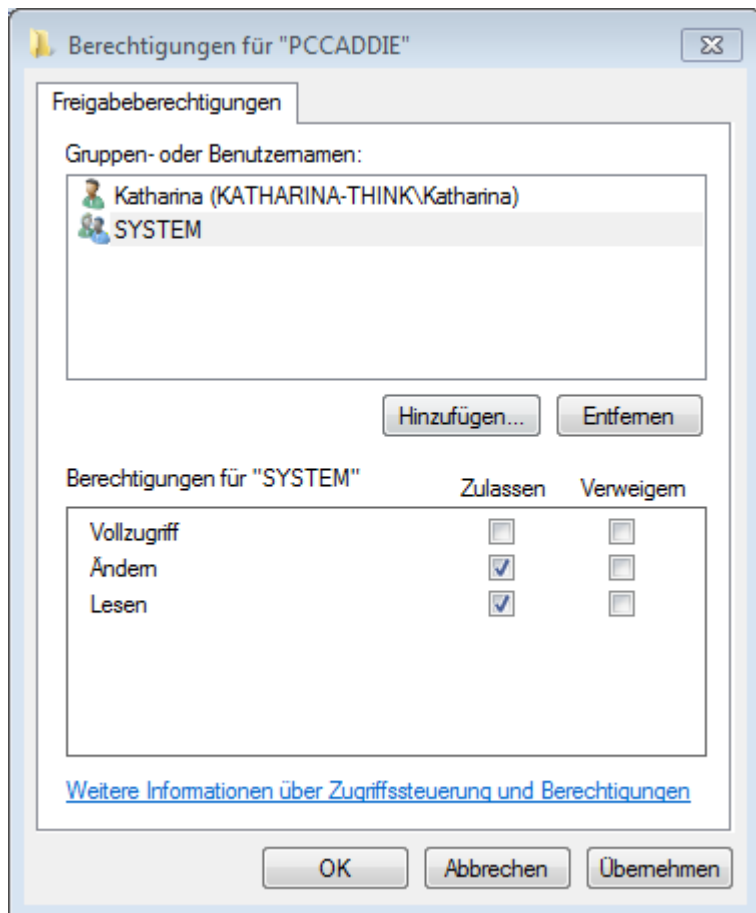 Berechtigungen für "PCCADDIE"
Freigabeberechtigungen
Gruppen- oder Benutzernamen:
Katharina (KATHARINA-THINK\Katharina)
SYSTEM
Hinzufügen... Entfernen
Berechtigungen für "SYSTEM" Zulassen Verweigern
Vollzugriff
Ändern
Lesen
Weitere Informationen über Zugriffssteuerung und Berechtigungen
OK Abbrechen Übernehmen